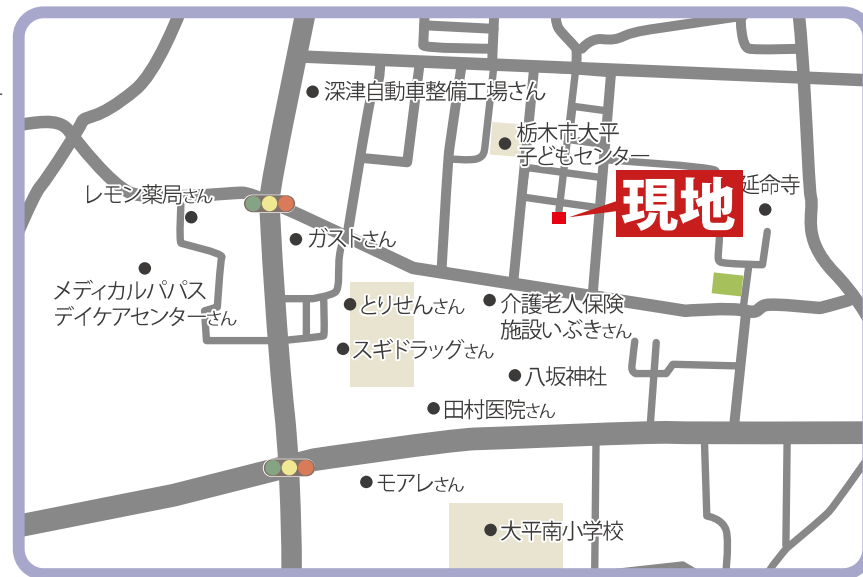 深津自動車整備工場さん
栃木市大平
子どもセンター
現地
延命寺
レモン薬局さん
ガストさん
メディカルパパス
デイケアセンターさん
とりせんさん
介護老人保険
施設いぶきさん
スギドラッグさん
八坂神社
田村医院さん
モアレさん
大平南小学校